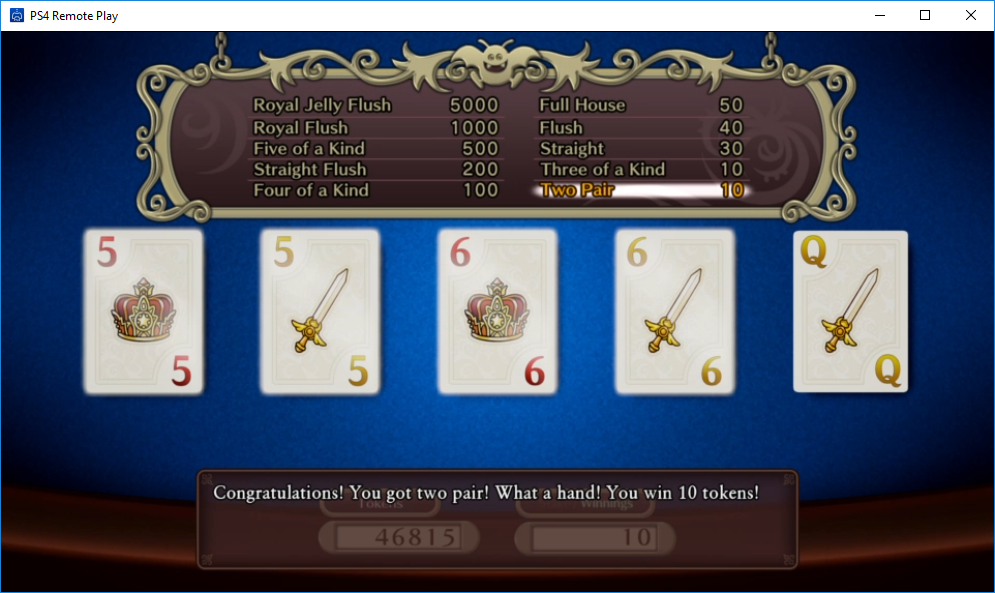 PS4 Remote Play
Royal Jelly Flush 5000
Royal Flush 1000
Five of a Kind 500
Straight Flush 200
Four of a Kind 100
Full House 50
Flush 40
Straight 30
Three of a Kind 10
Two Pair 10
5 5 6 6 Q
5 5 6 6 Q
Congratulations! You got two pair! What a hand! You win 10 tokens!
Tokens Winnings
46815 10